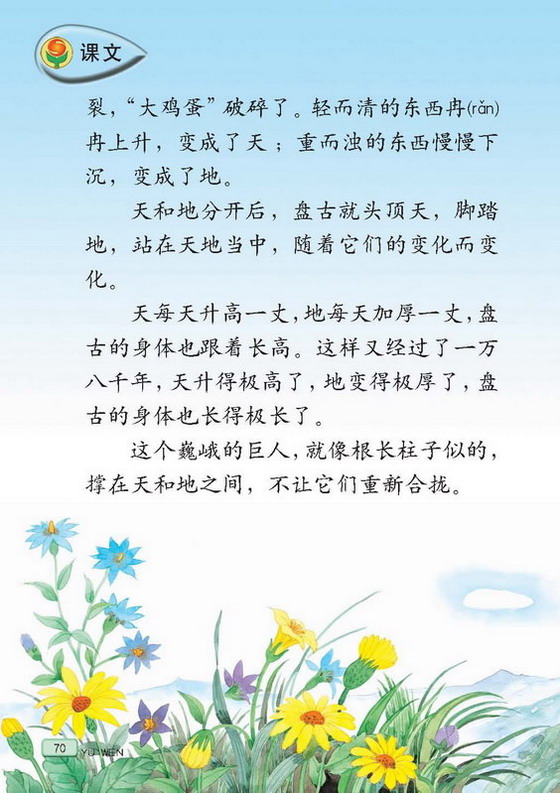 课文
裂，“大鸡蛋”破碎了。轻而清的东西冉(rǎn)
冉上升，变成了天；重而浊的东西慢慢下
沉，变成了地。
天和地分开后，盘古就头顶天，脚踏
地，站在天地当中，随着它们的变化而变
化。
天每天升高一丈，地每天加厚一丈，盘
古的身体也跟着长高。这样又经过了一万
八千年，天升得极高了，地变得极厚了，盘
古的身体也长得极长了。
这个巍峨的巨人，就像根长柱子似的，
撑在天和地之间，不让它们重新合拢。
70
YU WEN